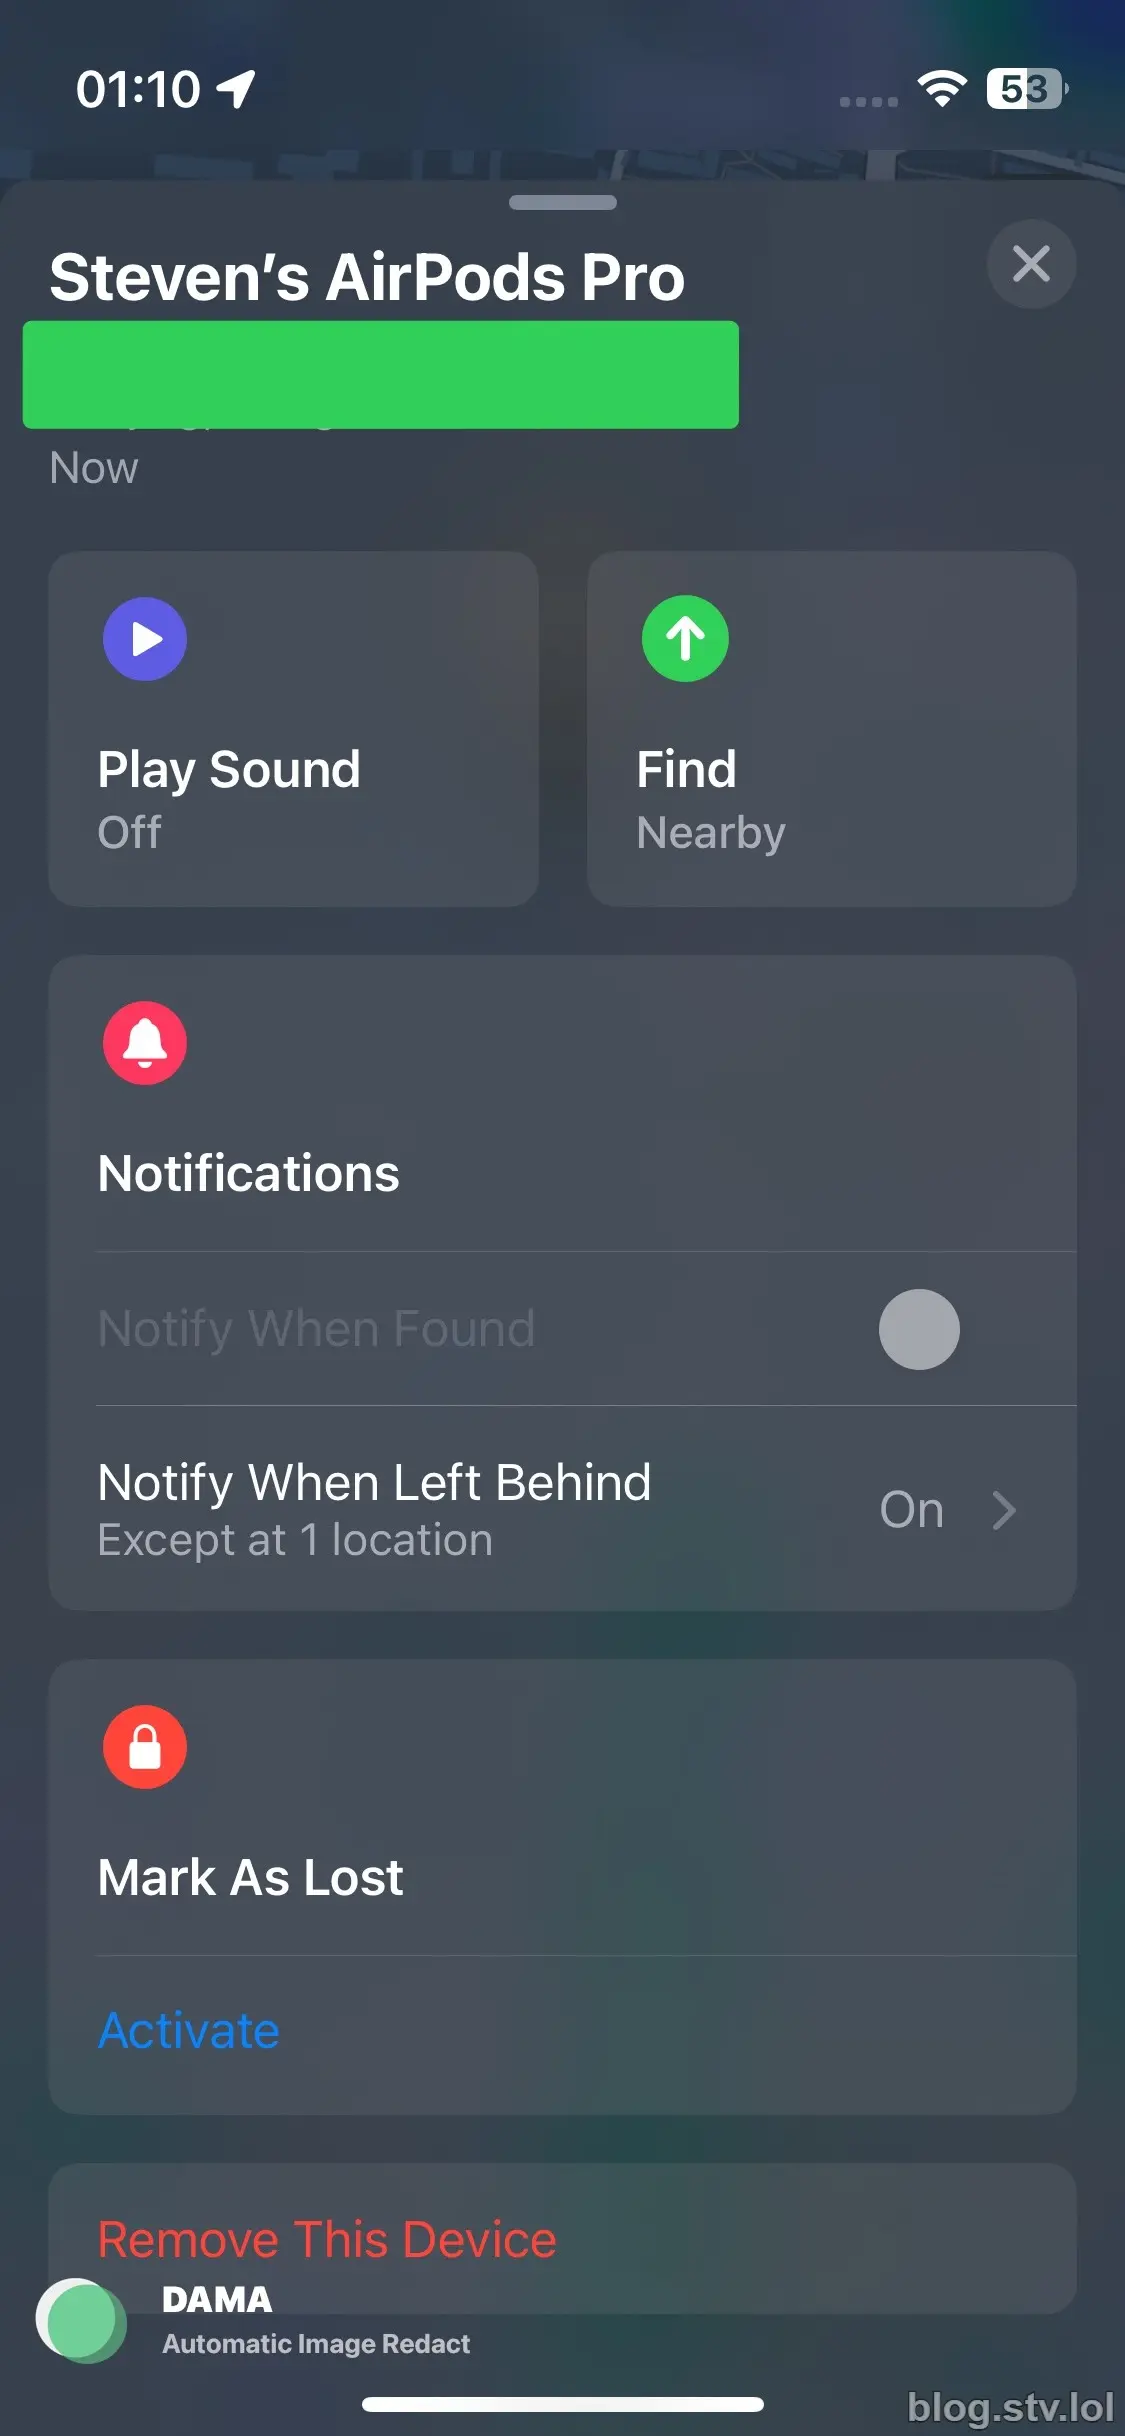 01:10
53
Steven’s AirPods Pro
Now
Play Sound
Off
Find
Nearby
Notifications
Notify When Found
Notify When Left Behind
Except at 1 location
On
Mark As Lost
Activate
Remove This Device
DAMA
Automatic Image Redact
blog.stv.lol